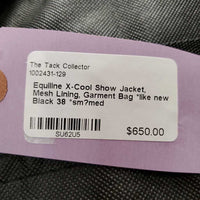 The Tack Collector
1002431-129
Equiline X-Cool Show Jacket,
Mesh Lining, Garment Bag *like new
Black 38 *sm?med
SU62U5
$650.00